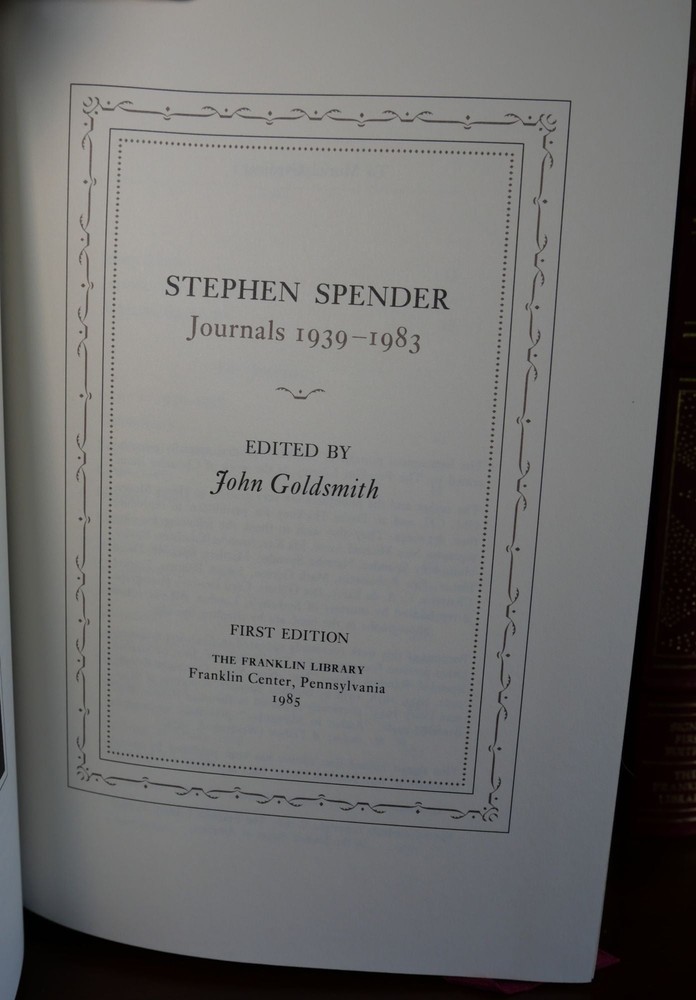 STEPHEN SPENDER
Journals 1939–1983
EDITED BY
John Goldsmith
FIRST EDITION
THE FRANKLIN LIBRARY
Franklin Center, Pennsylvania
1985